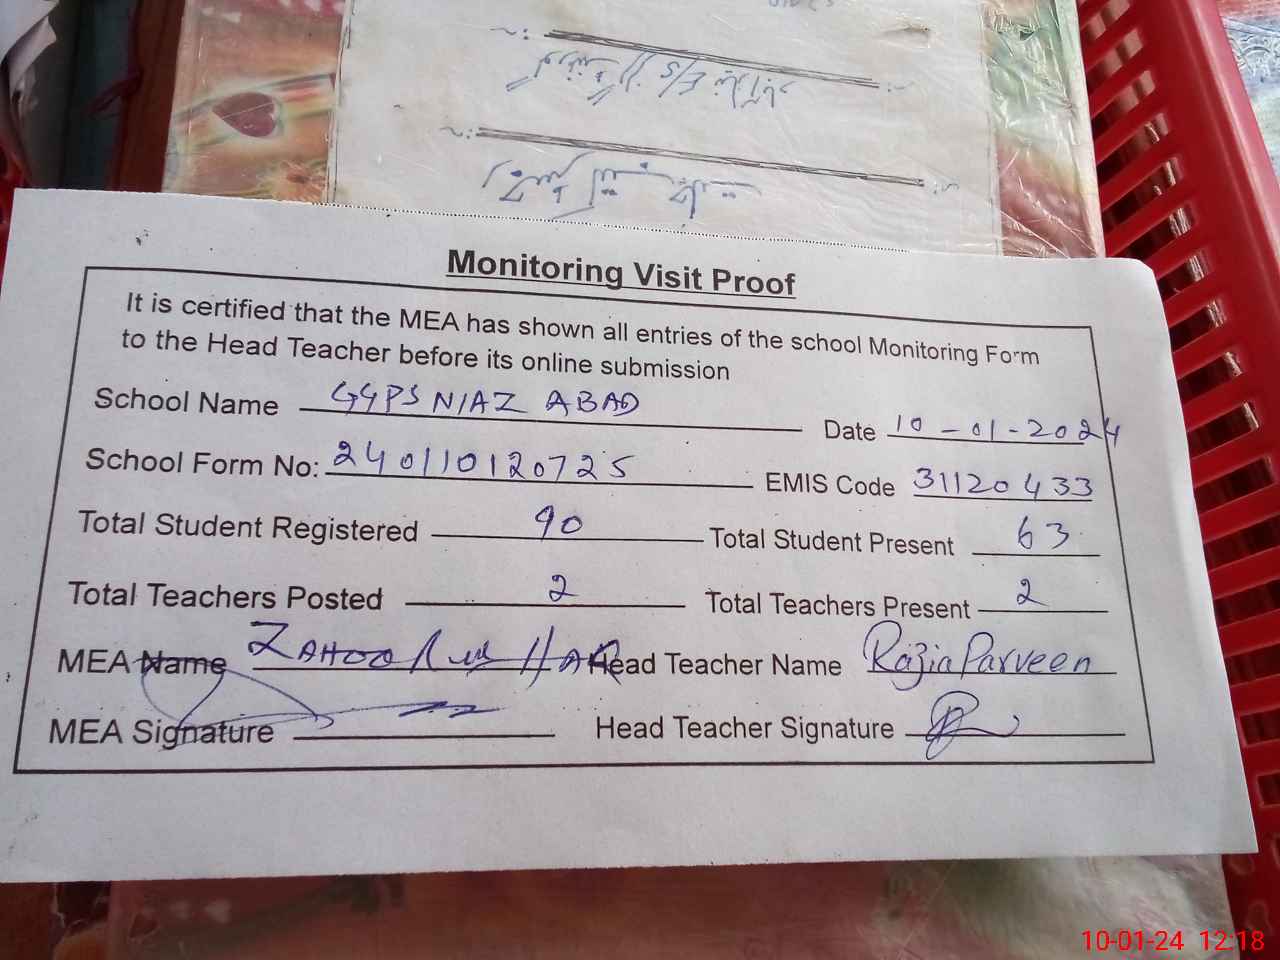 Monitoring Visit Proof
It is certified that the MEA has shown all entries of the school Monitoring Form
to the Head Teacher before its online submission
School Name GGPS NIAZ ABAD
Date 10-01-2024
School Form No: 240110120725
EMIS Code 31120433
Total Student Registered 90
Total Student Present 63
Total Teachers Posted 2
Total Teachers Present 2
MEA Name ZAHOOR UL HAQ
Head Teacher Name Razia Parveen
MEA Signature
Head Teacher Signature
10-01-24 12:18